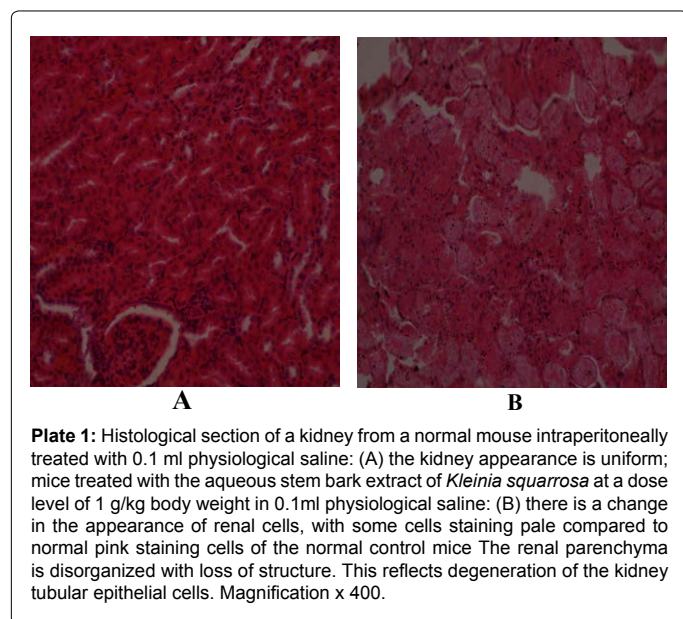 A
B
Plate 1: Histological section of a kidney from a normal mouse intraperitoneally
treated with 0.1 ml physiological saline: (A) the kidney appearance is uniform;
mice treated with the aqueous stem bark extract of Kleinia squarrosa at a dose
level of 1 g/kg body weight in 0.1ml physiological saline: (B) there is a change
in the appearance of renal cells, with some cells staining pale compared to
normal pink staining cells of the normal control mice The renal parenchyma
is disorganized with loss of structure. This reflects degeneration of the kidney
tubular epithelial cells. Magnification x 400.